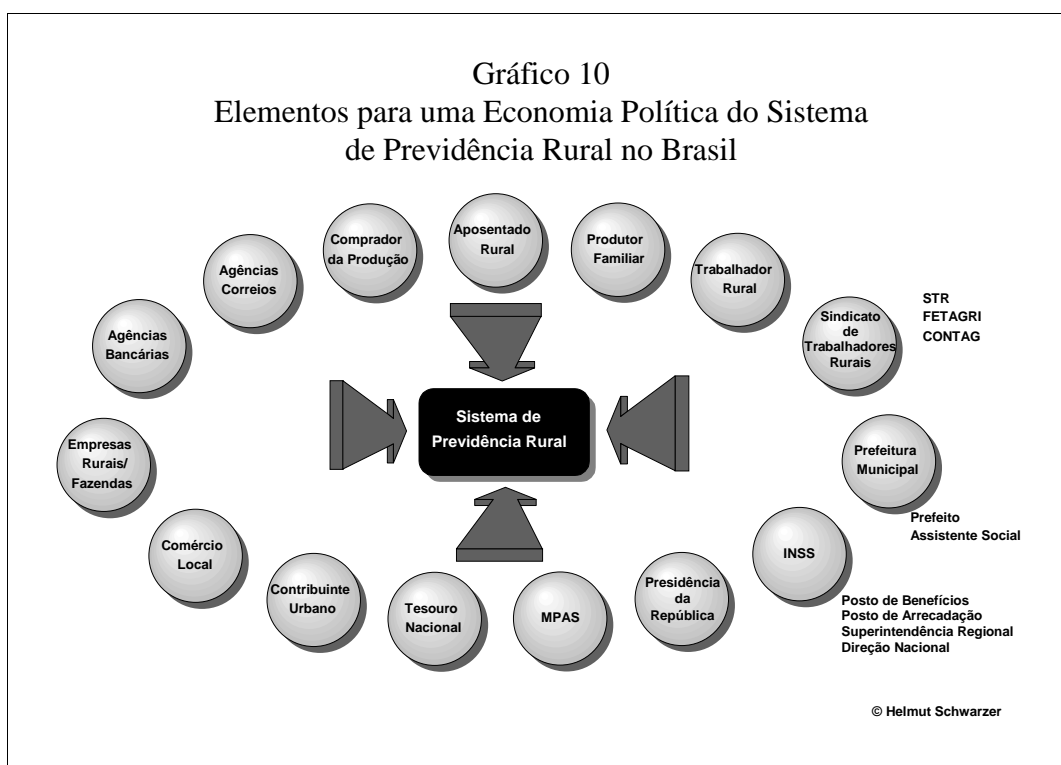 Gráfico 10
Elementos para uma Economia Política do Sistema
de Previdência Rural no Brasil
Aposentado
Rural
Produtor
Familiar
Trabalhador
Rural
Sindicato
de
Trabalhadores
Rurais
STR
FETAGRI
CONTAG
Prefeitura
Municipal
Prefeito
Assistente Social
INSS
Posto de Benefícios
Posto de Arrecadação
Superintendência Regional
Direção Nacional
Presidência
da
República
MPAS
Tesouro
Nacional
Contribuinte
Urbano
Comércio
Local
Empresas
Rurais/
Fazendas
Agências
Bancárias
Agências
Correios
Comprador
da Produção
Sistema de
Previdência Rural
© Helmut Schwarzer